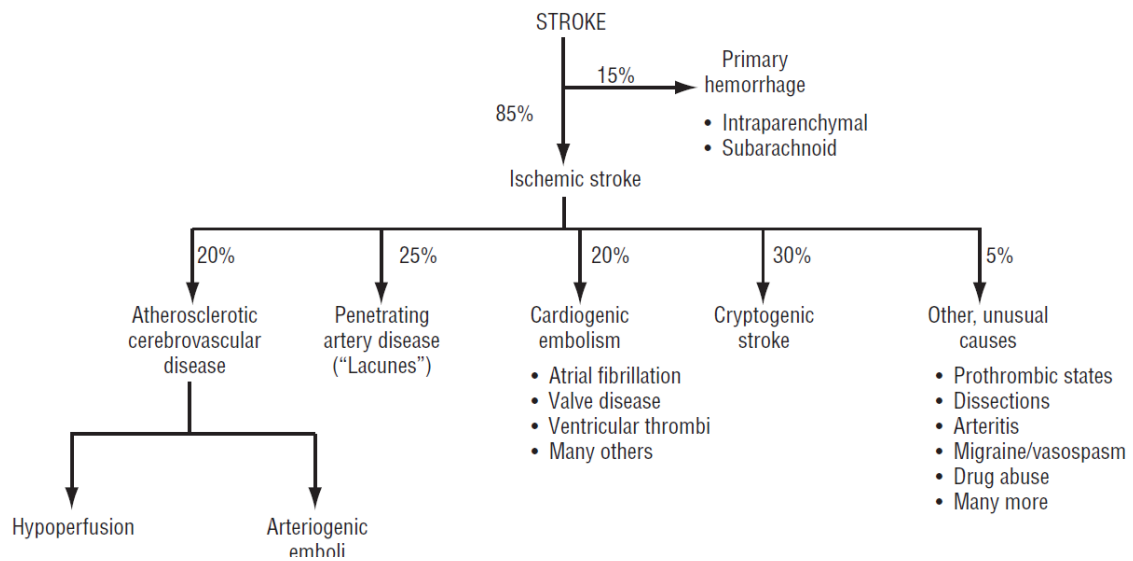 STROKE
15%
Primary
hemorrhage
• Intraparenchymal
• Subarachnoid
85%
Ischemic stroke
20%
25%
20%
30%
5%
Atherosclerotic
cerebrovascular
disease
Penetrating
artery disease
(“Lacunes”)
Cardiogenic
embolism
• Atrial fibrillation
• Valve disease
• Ventricular thrombi
• Many others
Cryptogenic
stroke
Other, unusual
causes
• Prothrombic states
• Dissections
• Arteritis
• Migraine/vasospasm
• Drug abuse
• Many more
Hypoperfusion
Arteriogenic
emboli